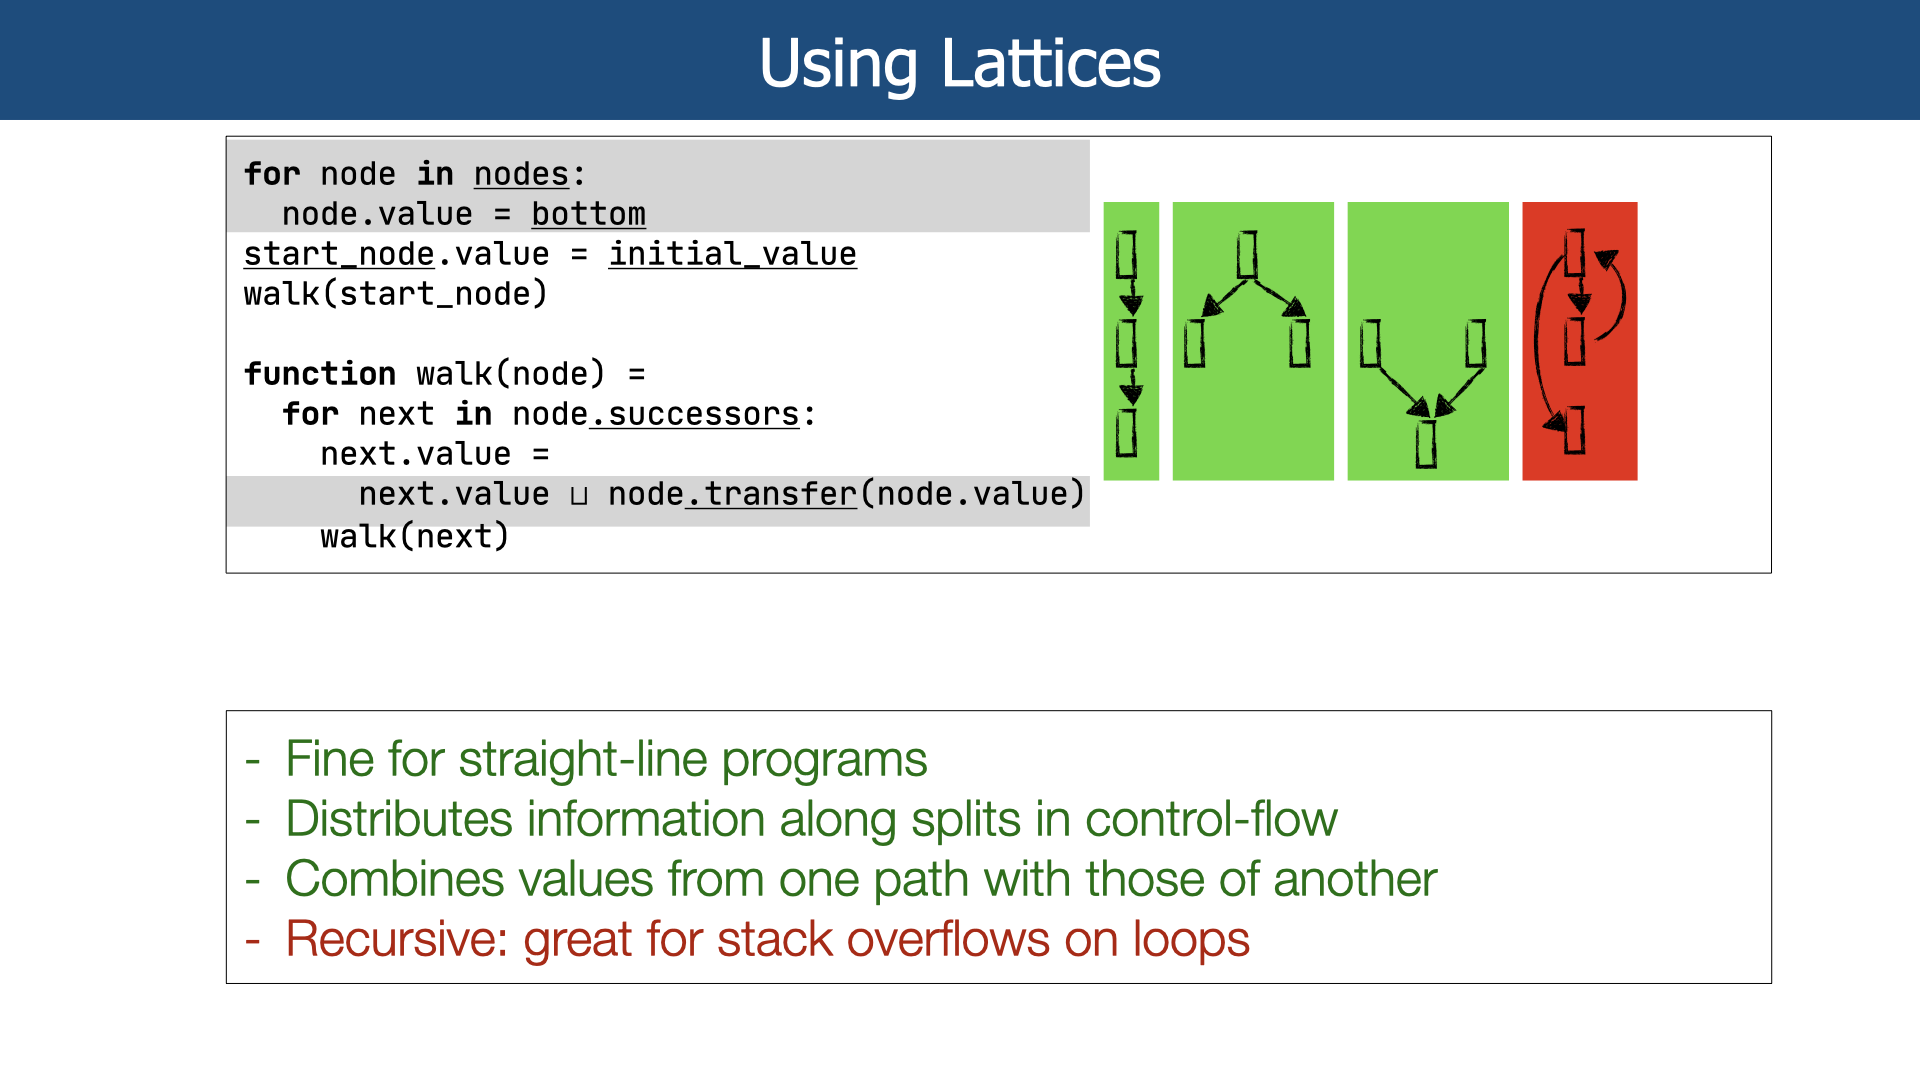 Using Lattices
for node in nodes:
  node.value = bottom
start_node.value = initial_value
walk(start_node)
function walk(node) =
  for next in node.successors:
    next.value =
      next.value ⊔ node.transfer(node.value)
    walk(next)
- Fine for straight-line programs
- Distributes information along splits in control-flow
- Combines values from one path with those of another
- Recursive: great for stack overflows on loops